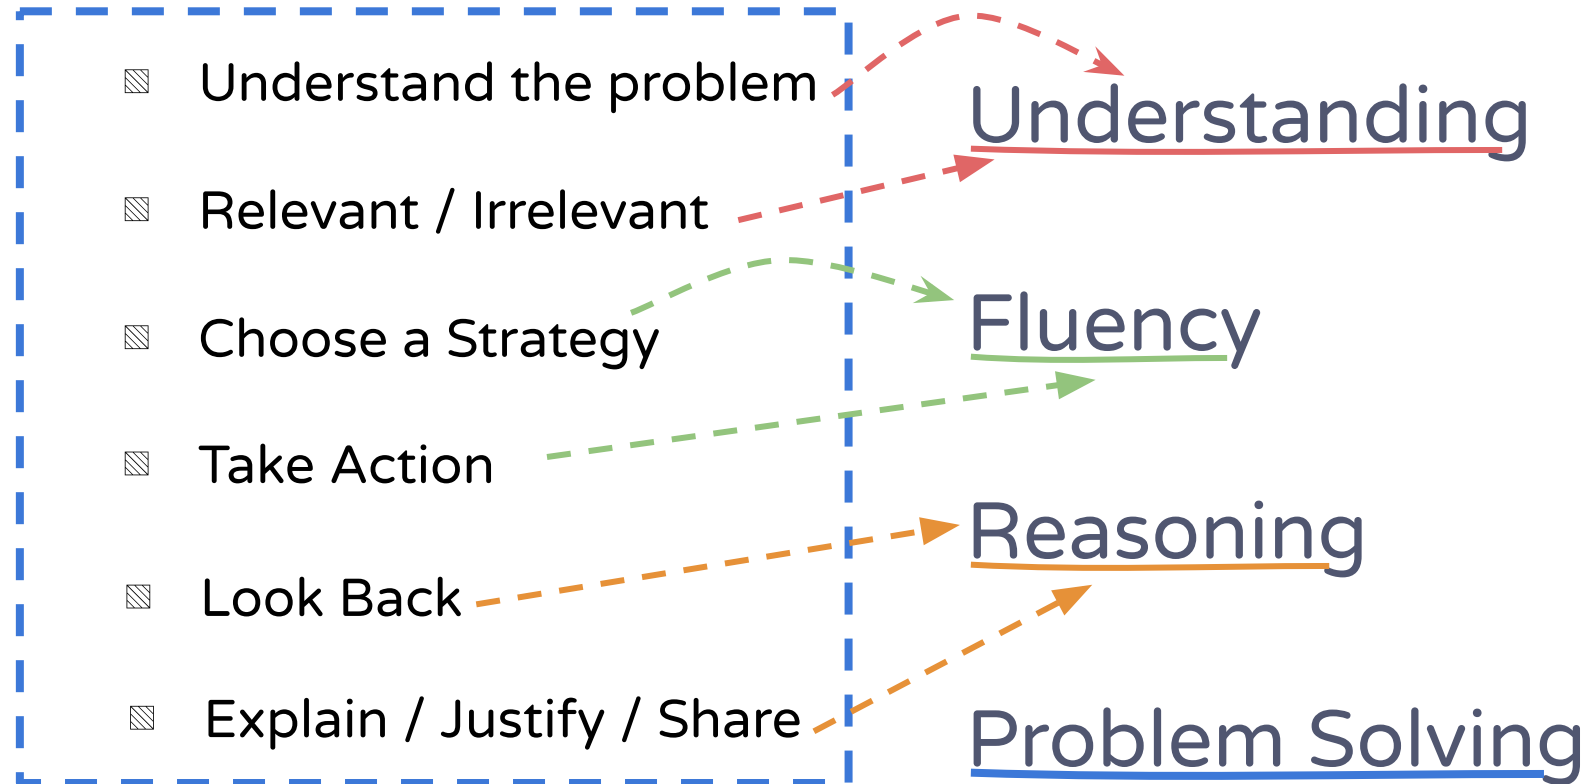 Understand the problem
Understanding
Relevant / Irrelevant
Choose a Strategy
Fluency
Take Action
Reasoning
Look Back
Explain / Justify / Share
Problem Solving